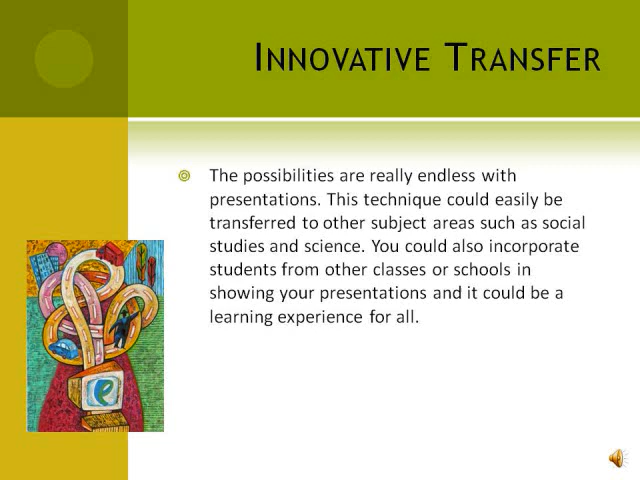 INNOVATIVE TRANSFER
The possibilities are really endless with
presentations. This technique could easily be
transferred to other subject areas such as social
studies and science. You could also incorporate
students from other classes or schools in
showing your presentations and it could be a
learning experience for all.
e